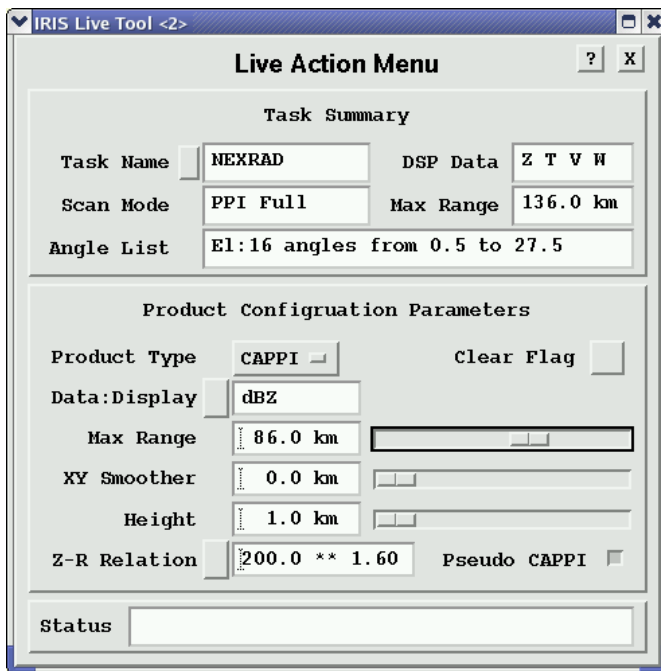 IRIS Live Tool <2>
Live Action Menu ? X
Task Summary
Task Name NEXRAD DSP Data Z T V W
Scan Mode PPI Full Max Range 136.0 km
Angle List El:16 angles from 0.5 to 27.5
Product Configruation Parameters
Product Type CAPPI Clear Flag
Data:Display dBZ
Max Range 86.0 km
XY Smoother 0.0 km
Height 1.0 km
Z-R Relation 200.0 ** 1.60 Pseudo CAPPI
Status